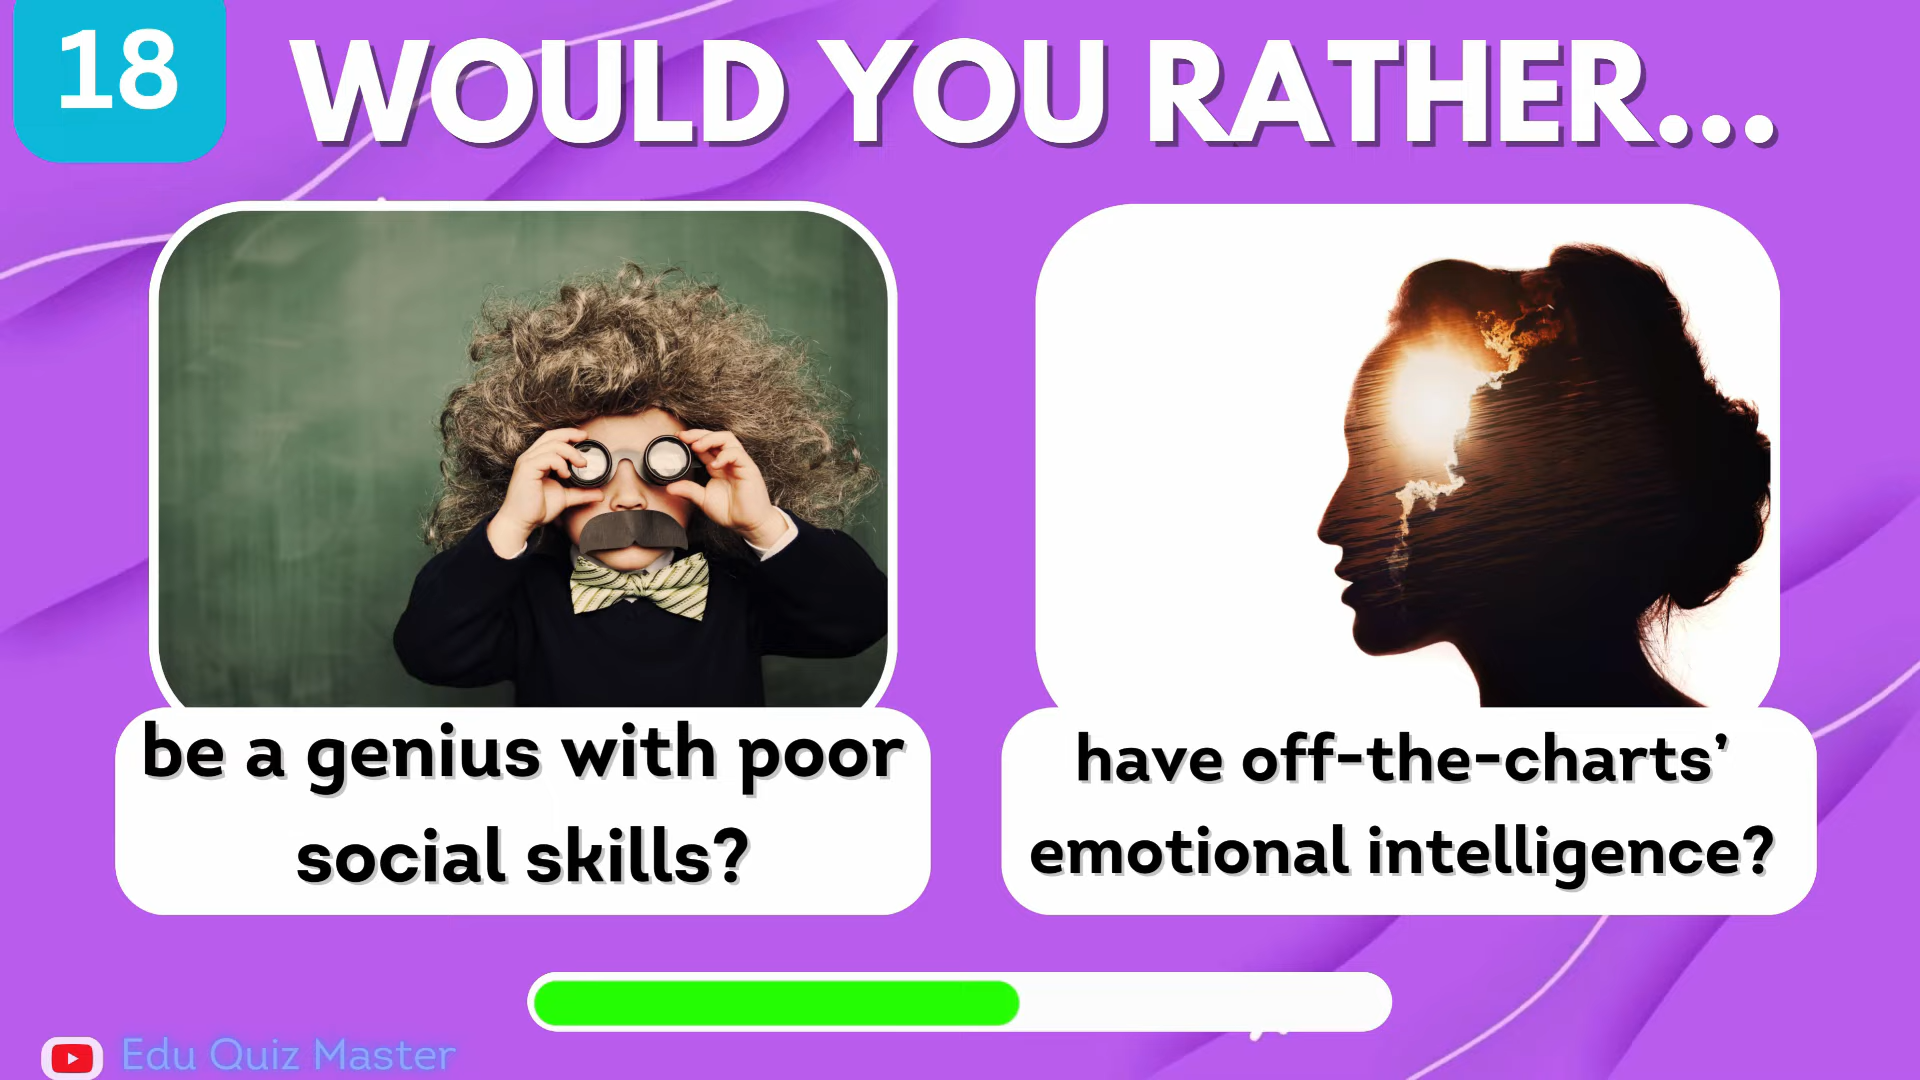 18
WOULD YOU RATHER...
be a genius with poor
social skills?
have off-the-charts’
emotional intelligence?
Edu Quiz Master